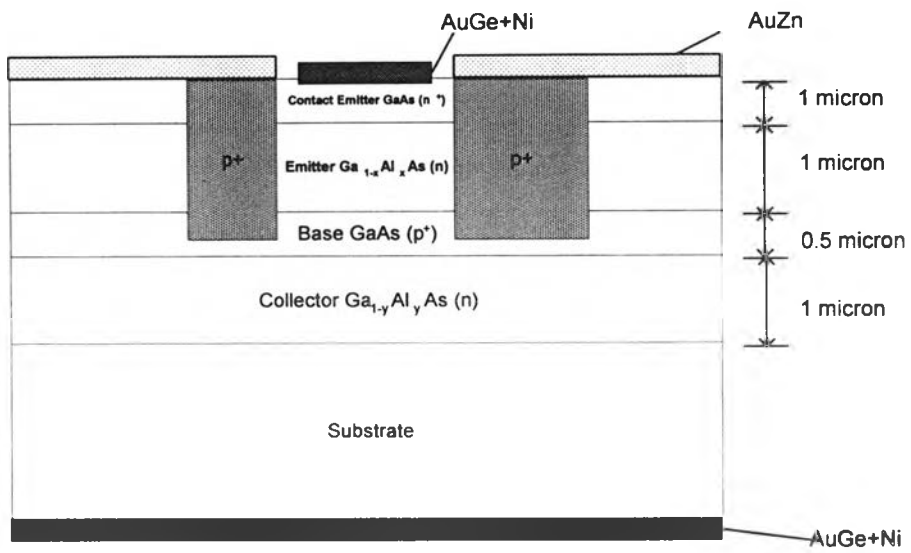 AuGe+Ni
AuZn
Contact Emitter GaAs (n⁺)
1 micron
p+
Emitter Ga₁₋ₓAlₓAs (n)
p+
1 micron
Base GaAs (p⁺)
0.5 micron
Collector Ga₁₋yAlyAs (n)
1 micron
Substrate
AuGe+Ni